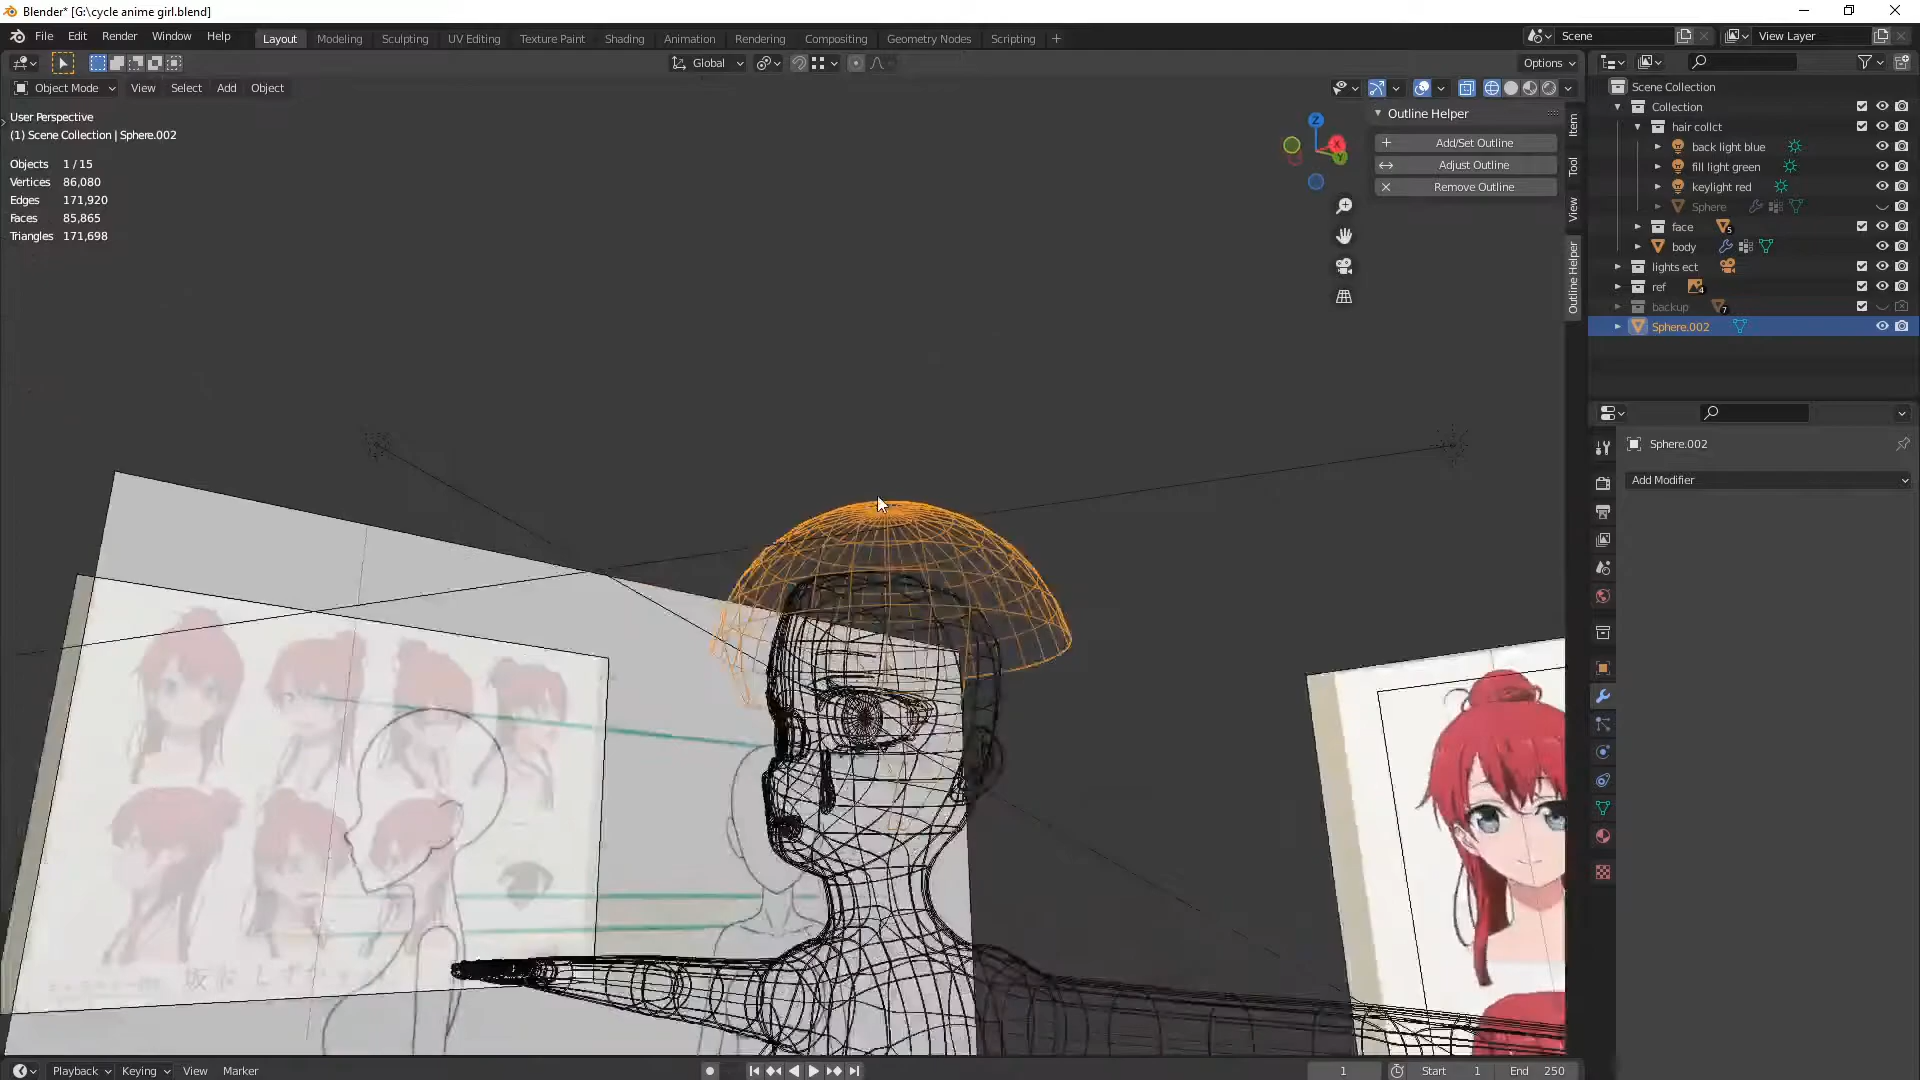 Blender* [G:\cycle anime girl.blend]
File Edit Render Window Help
Layout Modeling Sculpting UV Editing Texture Paint Shading Animation Rendering Compositing Geometry Nodes Scripting +
Scene View Layer
Global Options
Object Mode View Select Add Object
User Perspective
(1) Scene Collection | Sphere.002
Objects 1 / 15
Vertices 86,080
Edges 171,920
Faces 85,865
Triangles 171,698
Z
X
Y
Outline Helper
Add/Set Outline
Adjust Outline
Remove Outline
Item
Tool
View
Outline Helper
Scene Collection
Collection
hair collct
back light blue
fill light green
keylight red
Sphere
face 5
body
lights ect
ref 4
backup 7
Sphere.002
Sphere.002
Add Modifier
Playback Keying View Marker
1 Start 1 End 250